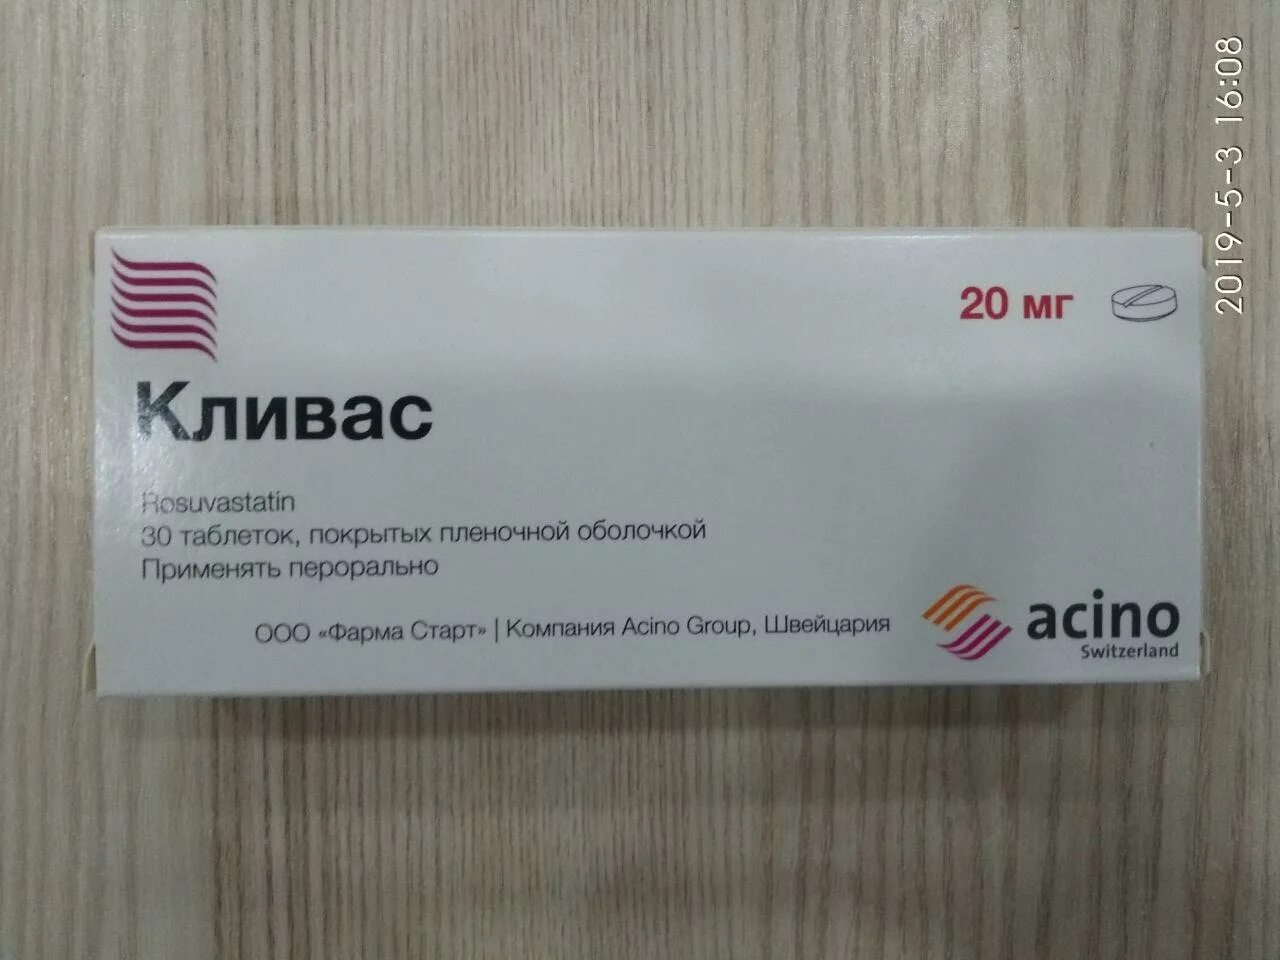 20 мг
Кливас
Rosuvastatin
30 таблеток, покрытых пленочной оболочкой
Применять перорально
ООО «Фарма Старт» | Компания Acino Group, Швейцария
acino
Switzerland
2019-5-3 16:08